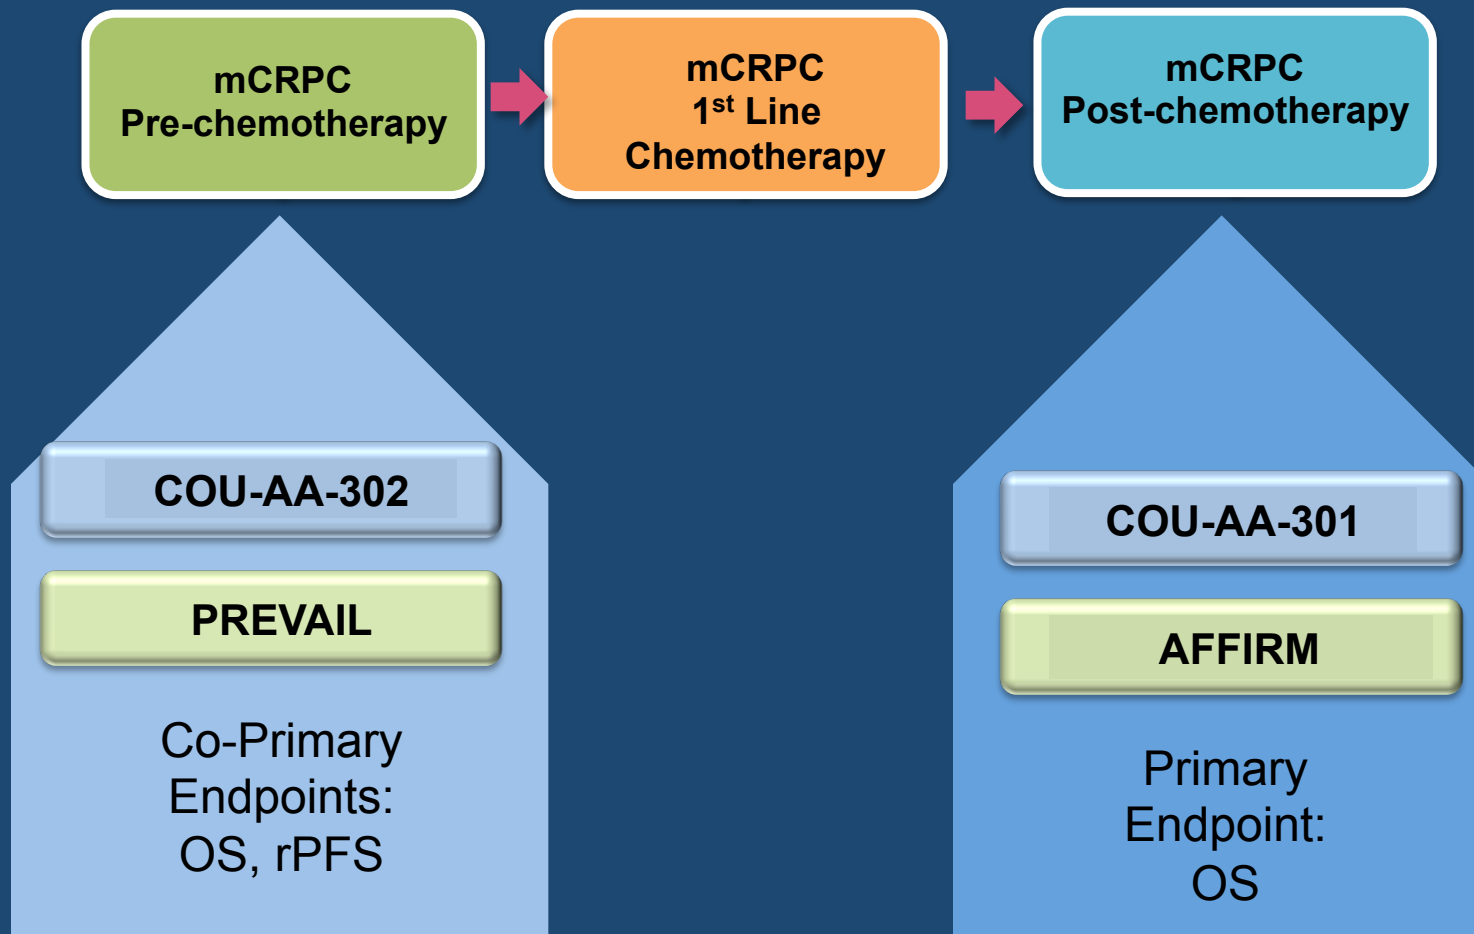 mCRPC
Pre-chemotherapy
mCRPC
1st Line
Chemotherapy
mCRPC
Post-chemotherapy
COU-AA-302
PREVAIL
Co-Primary
Endpoints:
OS, rPFS
COU-AA-301
AFFIRM
Primary
Endpoint:
OS